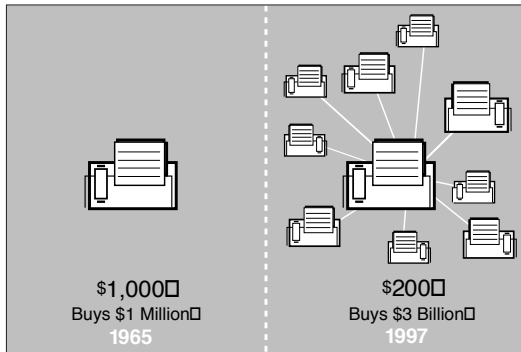 $1,000□
Buys $1 Million□
1965
$200□
Buys $3 Billion□
1997